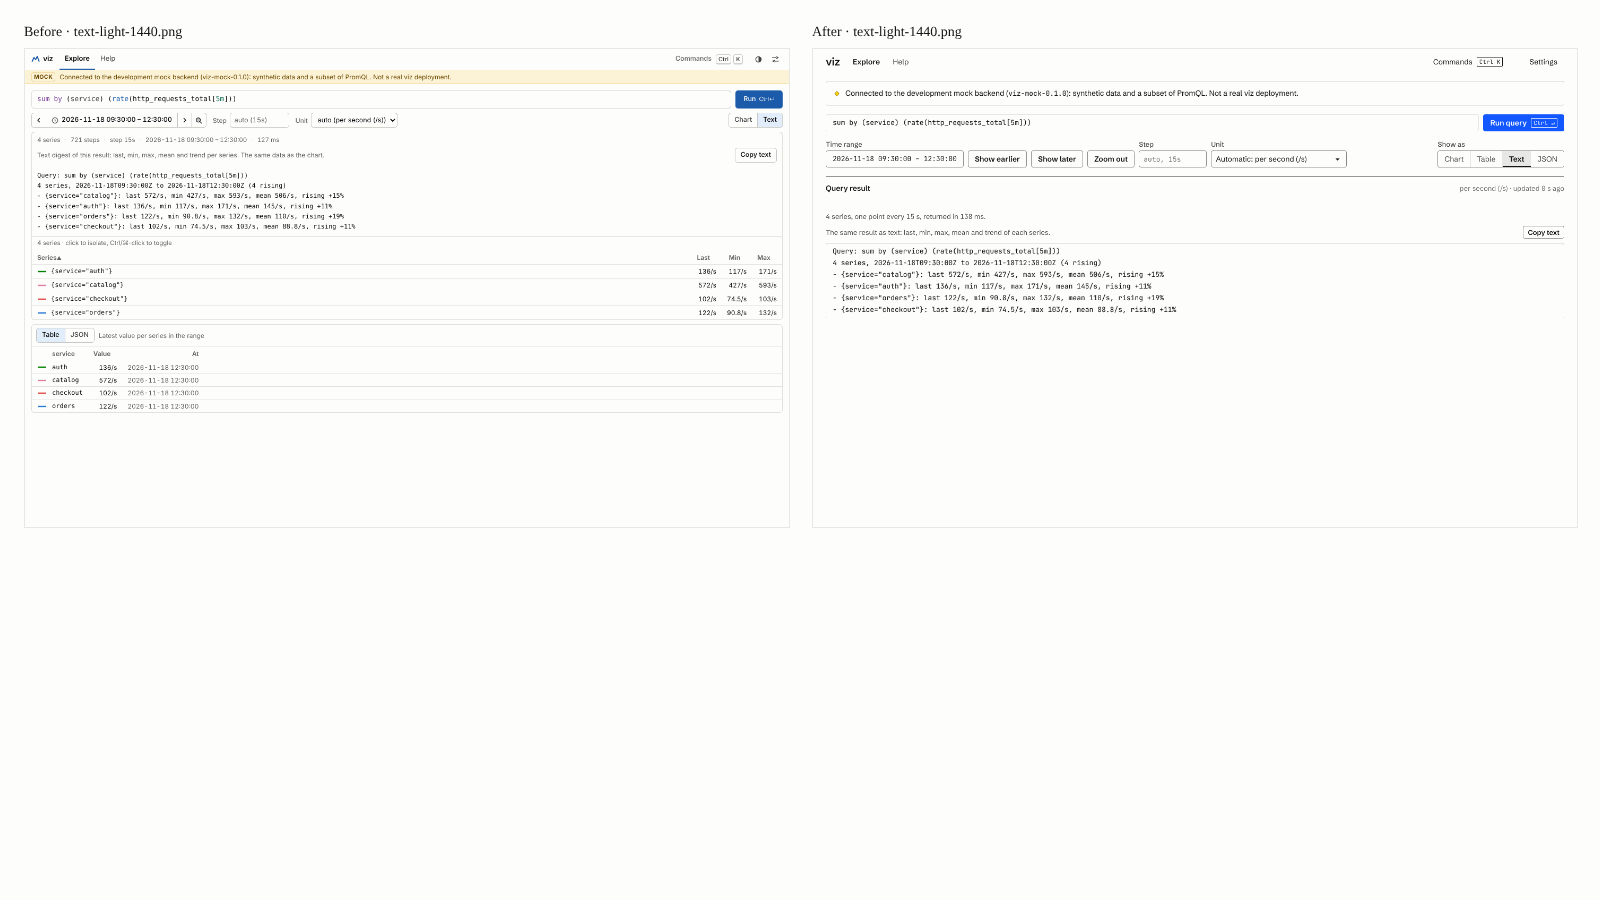 Before · text-light-1440.png
viz Explore Help Commands Ctrl K
MOCK Connected to the development mock backend (viz-mock-0.1.0): synthetic data and a subset of PromQL. Not a real viz deployment.
sum by (service) (rate(http_requests_total[5m])) Run Ctrl↵
2026-11-18 09:30:00 – 12:30:00 Step auto (15s) Unit auto (per second (/s)) Chart Text
4 series · 721 steps · step 15s · 2026-11-18 09:30:00 – 12:30:00 · 127 ms
Text digest of this result: last, min, max, mean and trend per series. The same data as the chart. Copy text
Query: sum by (service) (rate(http_requests_total[5m]))
4 series, 2026-11-18T09:30:00Z to 2026-11-18T12:30:00Z (4 rising)
- {service="catalog"}: last 572/s, min 427/s, max 593/s, mean 506/s, rising +15%
- {service="auth"}: last 136/s, min 117/s, max 171/s, mean 145/s, rising +11%
- {service="orders"}: last 122/s, min 90.8/s, max 132/s, mean 110/s, rising +19%
- {service="checkout"}: last 102/s, min 74.5/s, max 103/s, mean 88.8/s, rising +11%
4 series · click to isolate, Ctrl/⌘-click to toggle
Series▲ Last Min Max
{service="auth"} 136/s 117/s 171/s
{service="catalog"} 572/s 427/s 593/s
{service="checkout"} 102/s 74.5/s 103/s
{service="orders"} 122/s 90.8/s 132/s
Table JSON Latest value per series in the range
service Value At
auth 136/s 2026-11-18 12:30:00
catalog 572/s 2026-11-18 12:30:00
checkout 102/s 2026-11-18 12:30:00
orders 122/s 2026-11-18 12:30:00
After · text-light-1440.png
viz Explore Help Commands Ctrl K Settings
Connected to the development mock backend (viz-mock-0.1.0): synthetic data and a subset of PromQL. Not a real viz deployment.
sum by (service) (rate(http_requests_total[5m])) Run query Ctrl ↵
Time range Step Unit Show as
2026-11-18 09:30:00 – 12:30:00 Show earlier Show later Zoom out auto, 15s Automatic: per second (/s) Chart Table Text JSON
Query result per second (/s) · updated 0 s ago
4 series, one point every 15 s, returned in 138 ms.
The same result as text: last, min, max, mean and trend of each series. Copy text
Query: sum by (service) (rate(http_requests_total[5m]))
4 series, 2026-11-18T09:30:00Z to 2026-11-18T12:30:00Z (4 rising)
- {service="catalog"}: last 572/s, min 427/s, max 593/s, mean 506/s, rising +15%
- {service="auth"}: last 136/s, min 117/s, max 171/s, mean 145/s, rising +11%
- {service="orders"}: last 122/s, min 90.8/s, max 132/s, mean 110/s, rising +19%
- {service="checkout"}: last 102/s, min 74.5/s, max 103/s, mean 88.8/s, rising +11%